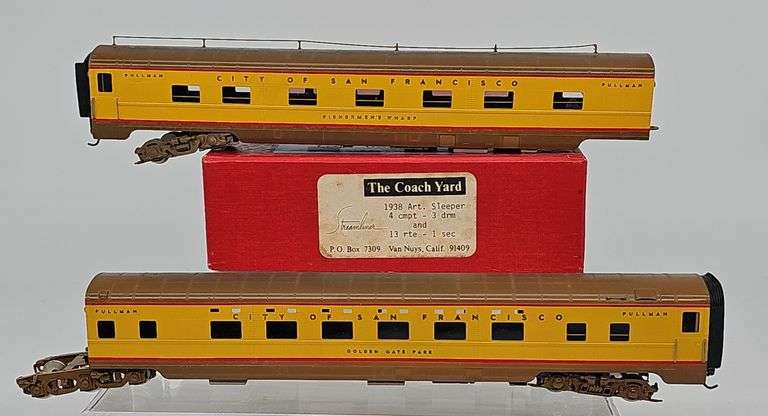 PULLMAN CITY OF SAN FRANCISCO PULLMAN
FISHERMEN'S WHARF
The Coach Yard
1938 Art. Sleeper
4 cmpt - 3 drm
Streamliner and
13 rte - 1 sec
P.O. Box 7309 Van Nuys, Calif. 91409
PULLMAN CITY OF SAN FRANCISCO PULLMAN
GOLDEN GATE PARK